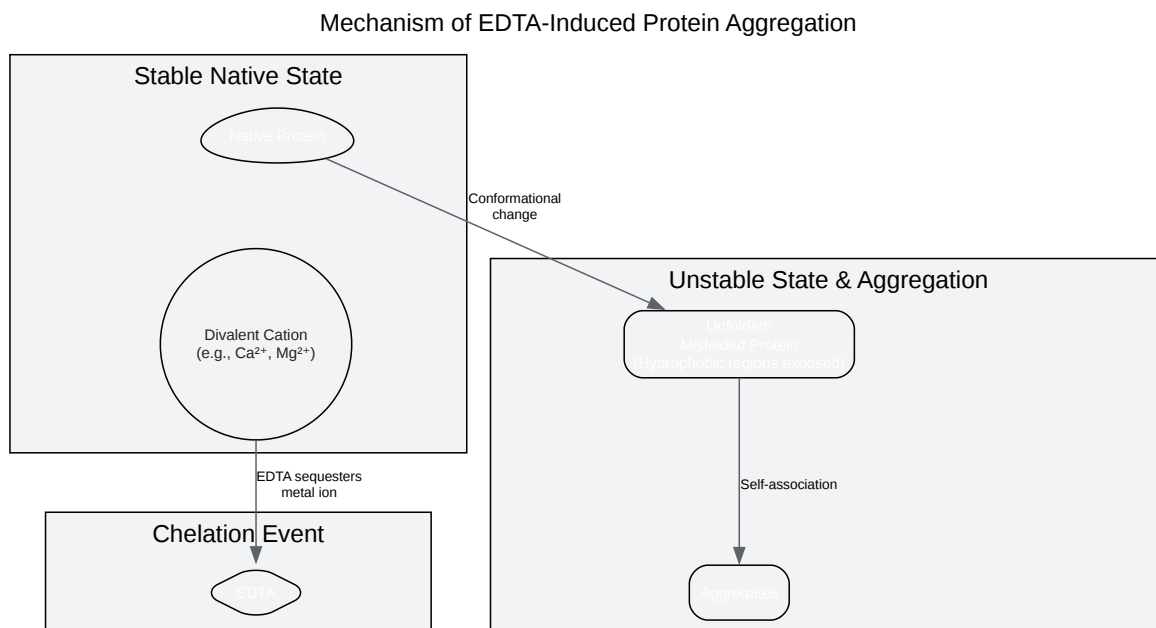 Mechanism of EDTA-Induced Protein Aggregation
Stable Native State
Native Protein
Conformational
change
Divalent Cation
(e.g., Ca²⁺, Mg²⁺)
EDTA sequesters
metal ion
Chelation Event
EDTA
Unstable State & Aggregation
Unfolded/
Misfolded Protein
(Hydrophobic regions exposed)
Self-association
Aggregates